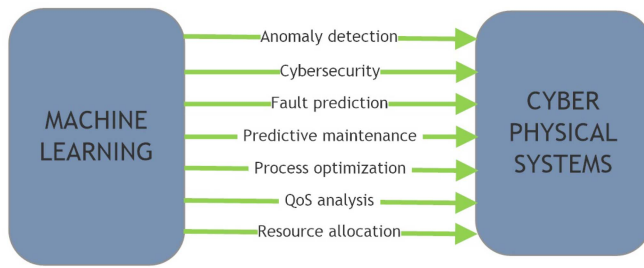 MACHINE
LEARNING
Anomaly detection
Cybersecurity
Fault prediction
Predictive maintenance
Process optimization
QoS analysis
Resource allocation
CYBER
PHYSICAL
SYSTEMS